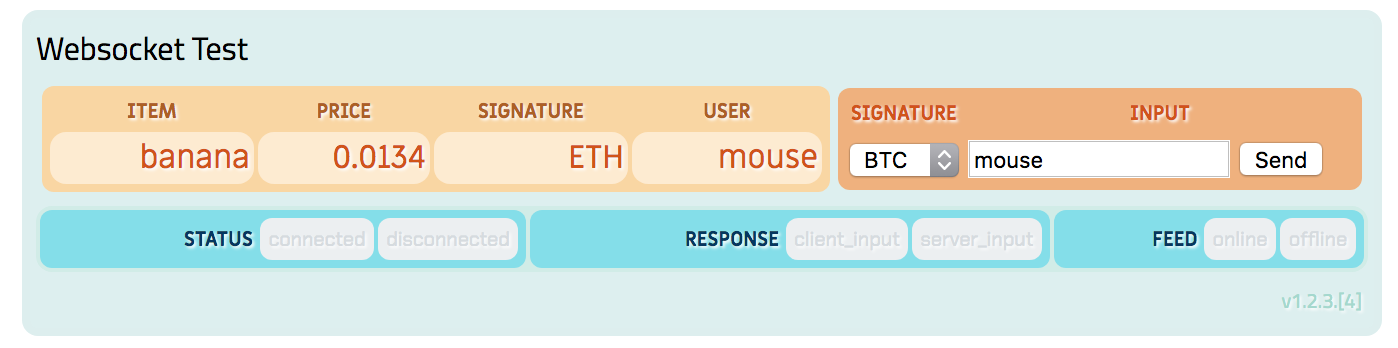 Websocket Test
ITEM PRICE SIGNATURE USER SIGNATURE INPUT
banana 0.0134 ETH mouse BTC mouse Send
STATUS connected disconnected RESPONSE client_input server_input FEED online offline
v1.2.3.[4]